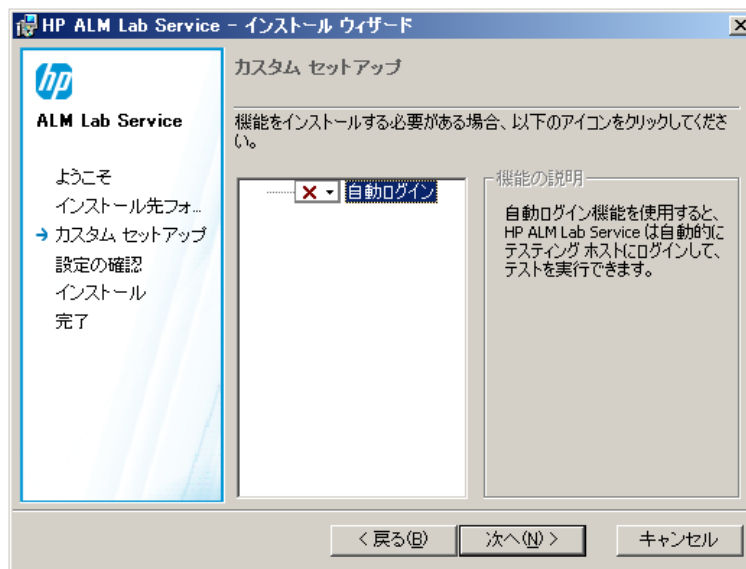 HP ALM Lab Service - インストール ウィザード
hp
ALM Lab Service
ようこそ
インストール先フォ...
カスタム セットアップ
設定の確認
インストール
完了
カスタム セットアップ
機能をインストールする必要がある場合、以下のアイコンをクリックしてくださ
い。
自動ログイン
機能の説明
自動ログイン機能を使用すると、
HP ALM Lab Service は自動的に
テスティング ホストにログインして、
テストを実行できます。
< 戻る(B)
次へ(N) >
キャンセル